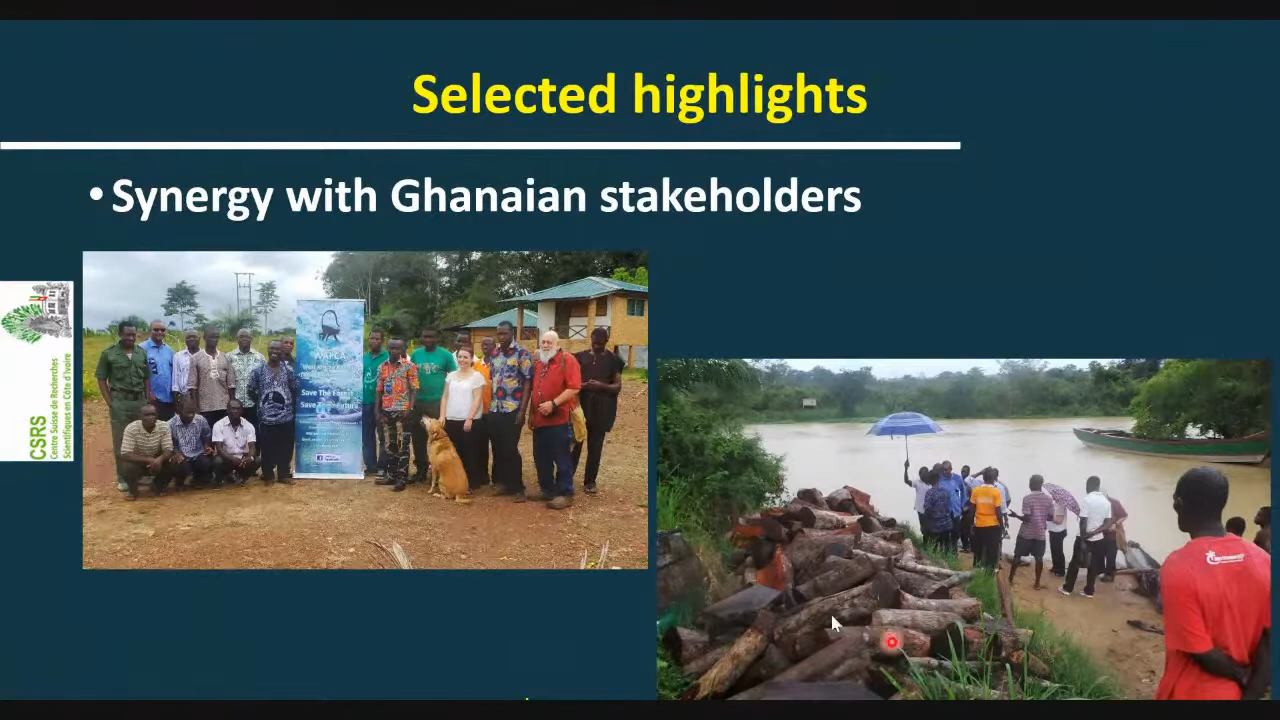 Selected highlights
• Synergy with Ghanaian stakeholders
CSRS
Centre Suisse de Recherches
Scientifiques en Côte d'Ivoire
WAPCA
Save The Forest
Save The Future